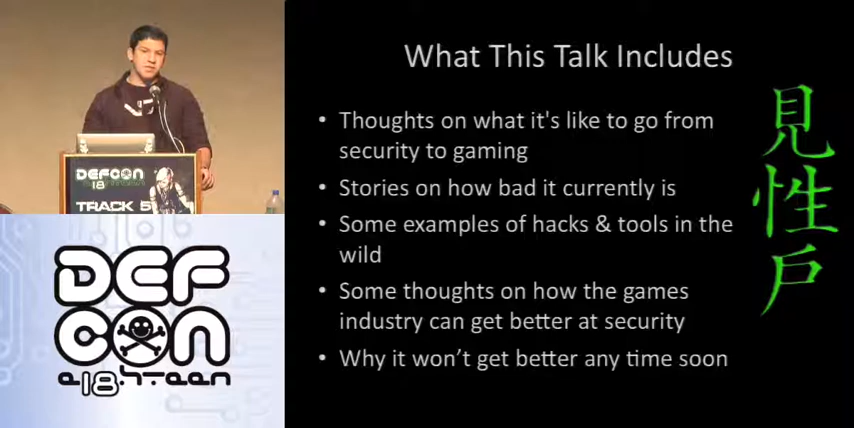 What This Talk Includes
• Thoughts on what it's like to go from
security to gaming
• Stories on how bad it currently is
• Some examples of hacks & tools in the
wild
• Some thoughts on how the games
industry can get better at security
• Why it won't get better any time soon
見
性
戸
DEFCON
18
TRACK 5
DEF
CON
e18.hteen